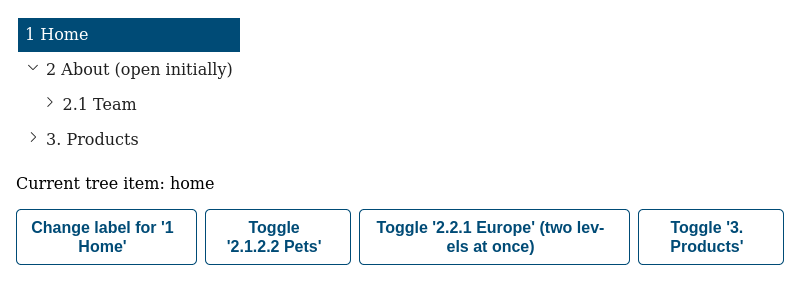 1 Home
2 About (open initially)
2.1 Team
3. Products
Current tree item: home
Change label for '1
Home'
Toggle
'2.1.2.2 Pets'
Toggle '2.2.1 Europe' (two lev-
els at once)
Toggle '3.
Products'